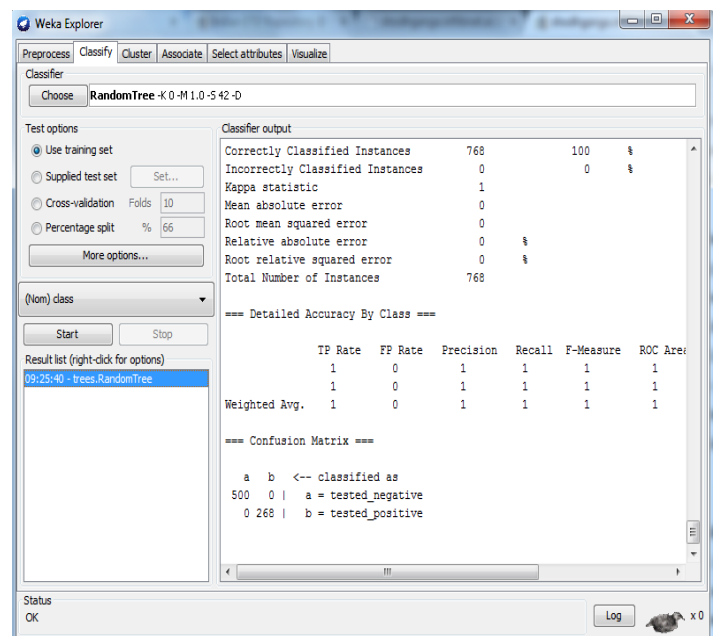 Weka Explorer
Preprocess Classify Cluster Associate Select attributes Visualize
Classifier
Choose RandomTree -K 0 -M 1.0 -S 42 -D
Test options
Use training set
Supplied test set Set...
Cross-validation Folds 10
Percentage split % 66
More options...
(Nom) class
Start Stop
Result list (right-click for options)
09:25:40 - trees.RandomTree
Classifier output
Correctly Classified Instances 768 100 %
Incorrectly Classified Instances 0 0 %
Kappa statistic 1
Mean absolute error 0
Root mean squared error 0
Relative absolute error 0 %
Root relative squared error 0 %
Total Number of Instances 768
=== Detailed Accuracy By Class ===
TP Rate FP Rate Precision Recall F-Measure ROC Area
1 0 1 1 1 1
1 0 1 1 1 1
Weighted Avg. 1 0 1 1 1 1
=== Confusion Matrix ===
a b <-- classified as
500 0 | a = tested_negative
0 268 | b = tested_positive
Status
OK
Log x 0